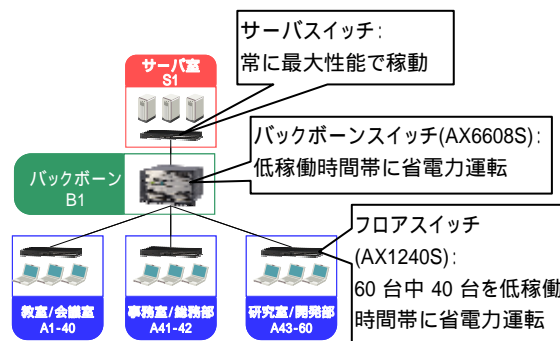 サーバスイッチ:
常に最大性能で稼動
サーバ室
S1
バックボーンスイッチ(AX6608S):
低稼働時間帯に省電力運転
バックボーン
B1
フロアスイッチ
(AX1240S):
60 台中 40 台を低稼働
時間帯に省電力運転
教室/会議室
A1-40
事務室/総務部
A41-42
研究室/開発部
A43-60